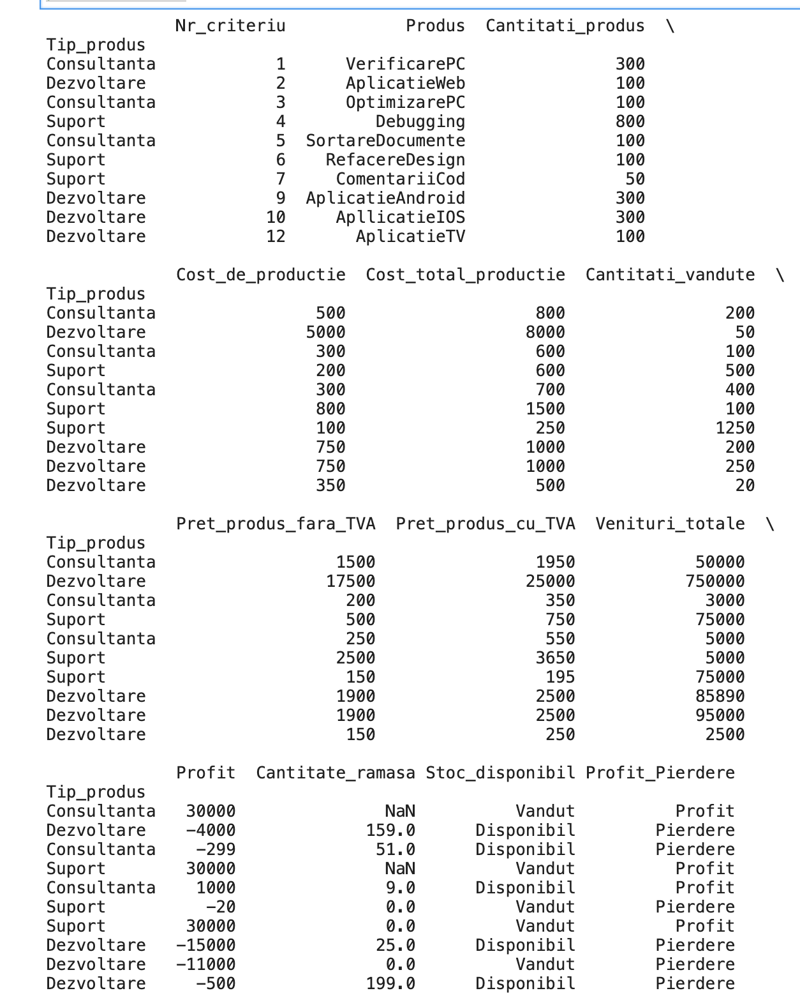 Nr_criteriu Produs Cantitati_produs \
Tip_produs
Consultanta 1 VerificarePC 300
Dezvoltare 2 AplicatieWeb 100
Consultanta 3 OptimizarePC 100
Suport 4 Debugging 800
Consultanta 5 SortareDocumente 100
Suport 6 RefacereDesign 100
Suport 7 ComentariiCod 50
Dezvoltare 9 AplicatieAndroid 300
Dezvoltare 10 ApllicatieIOS 300
Dezvoltare 12 AplicatieTV 100
Cost_de_productie Cost_total_productie Cantitati_vandute \
Tip_produs
Consultanta 500 800 200
Dezvoltare 5000 8000 50
Consultanta 300 600 100
Suport 200 600 500
Consultanta 300 700 400
Suport 800 1500 100
Suport 100 250 1250
Dezvoltare 750 1000 200
Dezvoltare 750 1000 250
Dezvoltare 350 500 20
Pret_produs_fara_TVA Pret_produs_cu_TVA Venituri_totale \
Tip_produs
Consultanta 1500 1950 50000
Dezvoltare 17500 25000 750000
Consultanta 200 350 3000
Suport 500 750 75000
Consultanta 250 550 5000
Suport 2500 3650 5000
Suport 150 195 75000
Dezvoltare 1900 2500 85890
Dezvoltare 1900 2500 95000
Dezvoltare 150 250 2500
Profit Cantitate_ramasa Stoc_disponibil Profit_Pierdere
Tip_produs
Consultanta 30000 NaN Vandut Profit
Dezvoltare -4000 159.0 Disponibil Pierdere
Consultanta -299 51.0 Disponibil Pierdere
Suport 30000 NaN Vandut Profit
Consultanta 1000 9.0 Disponibil Profit
Suport -20 0.0 Vandut Pierdere
Suport 30000 0.0 Vandut Profit
Dezvoltare -15000 25.0 Disponibil Pierdere
Dezvoltare -11000 0.0 Vandut Pierdere
Dezvoltare -500 199.0 Disponibil Pierdere